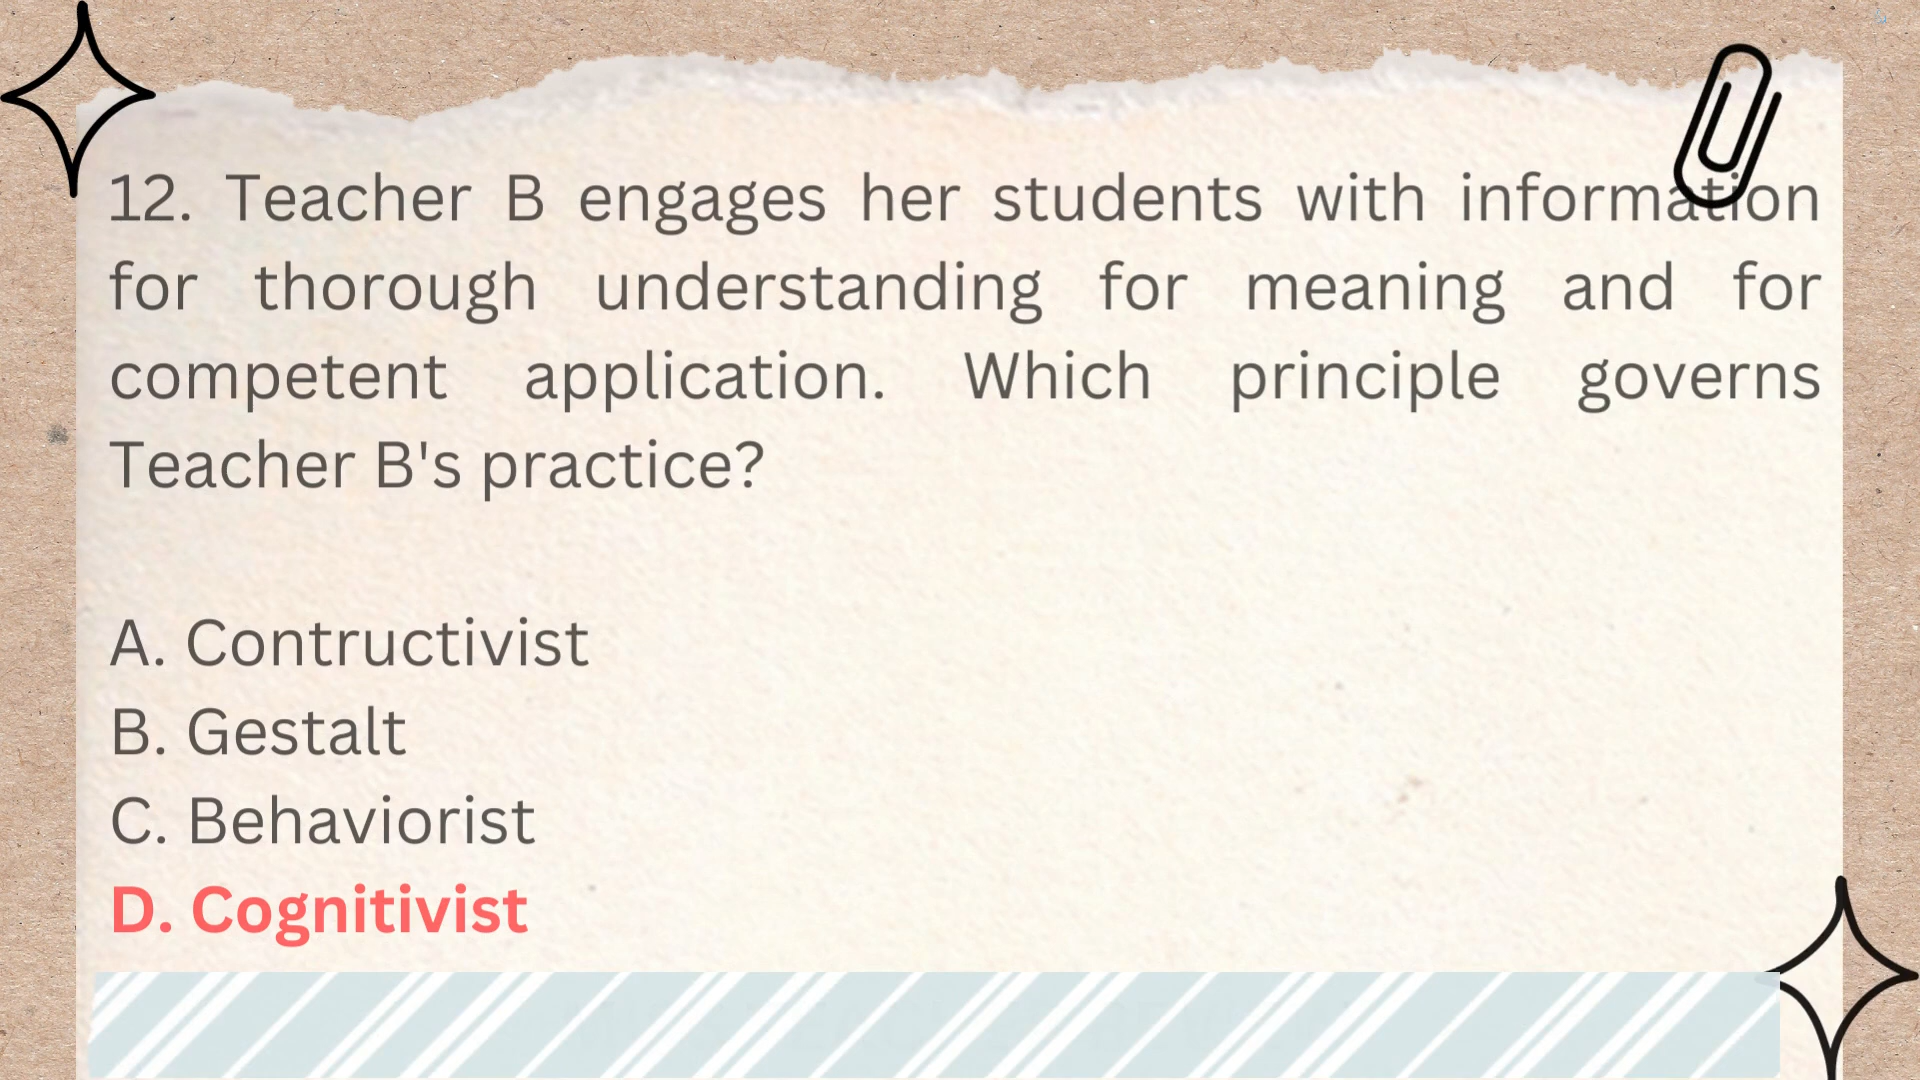 12. Teacher B engages her students with information
for thorough understanding for meaning and for
competent application. Which principle governs
Teacher B's practice?
A. Contructivist
B. Gestalt
C. Behaviorist
D. Cognitivist